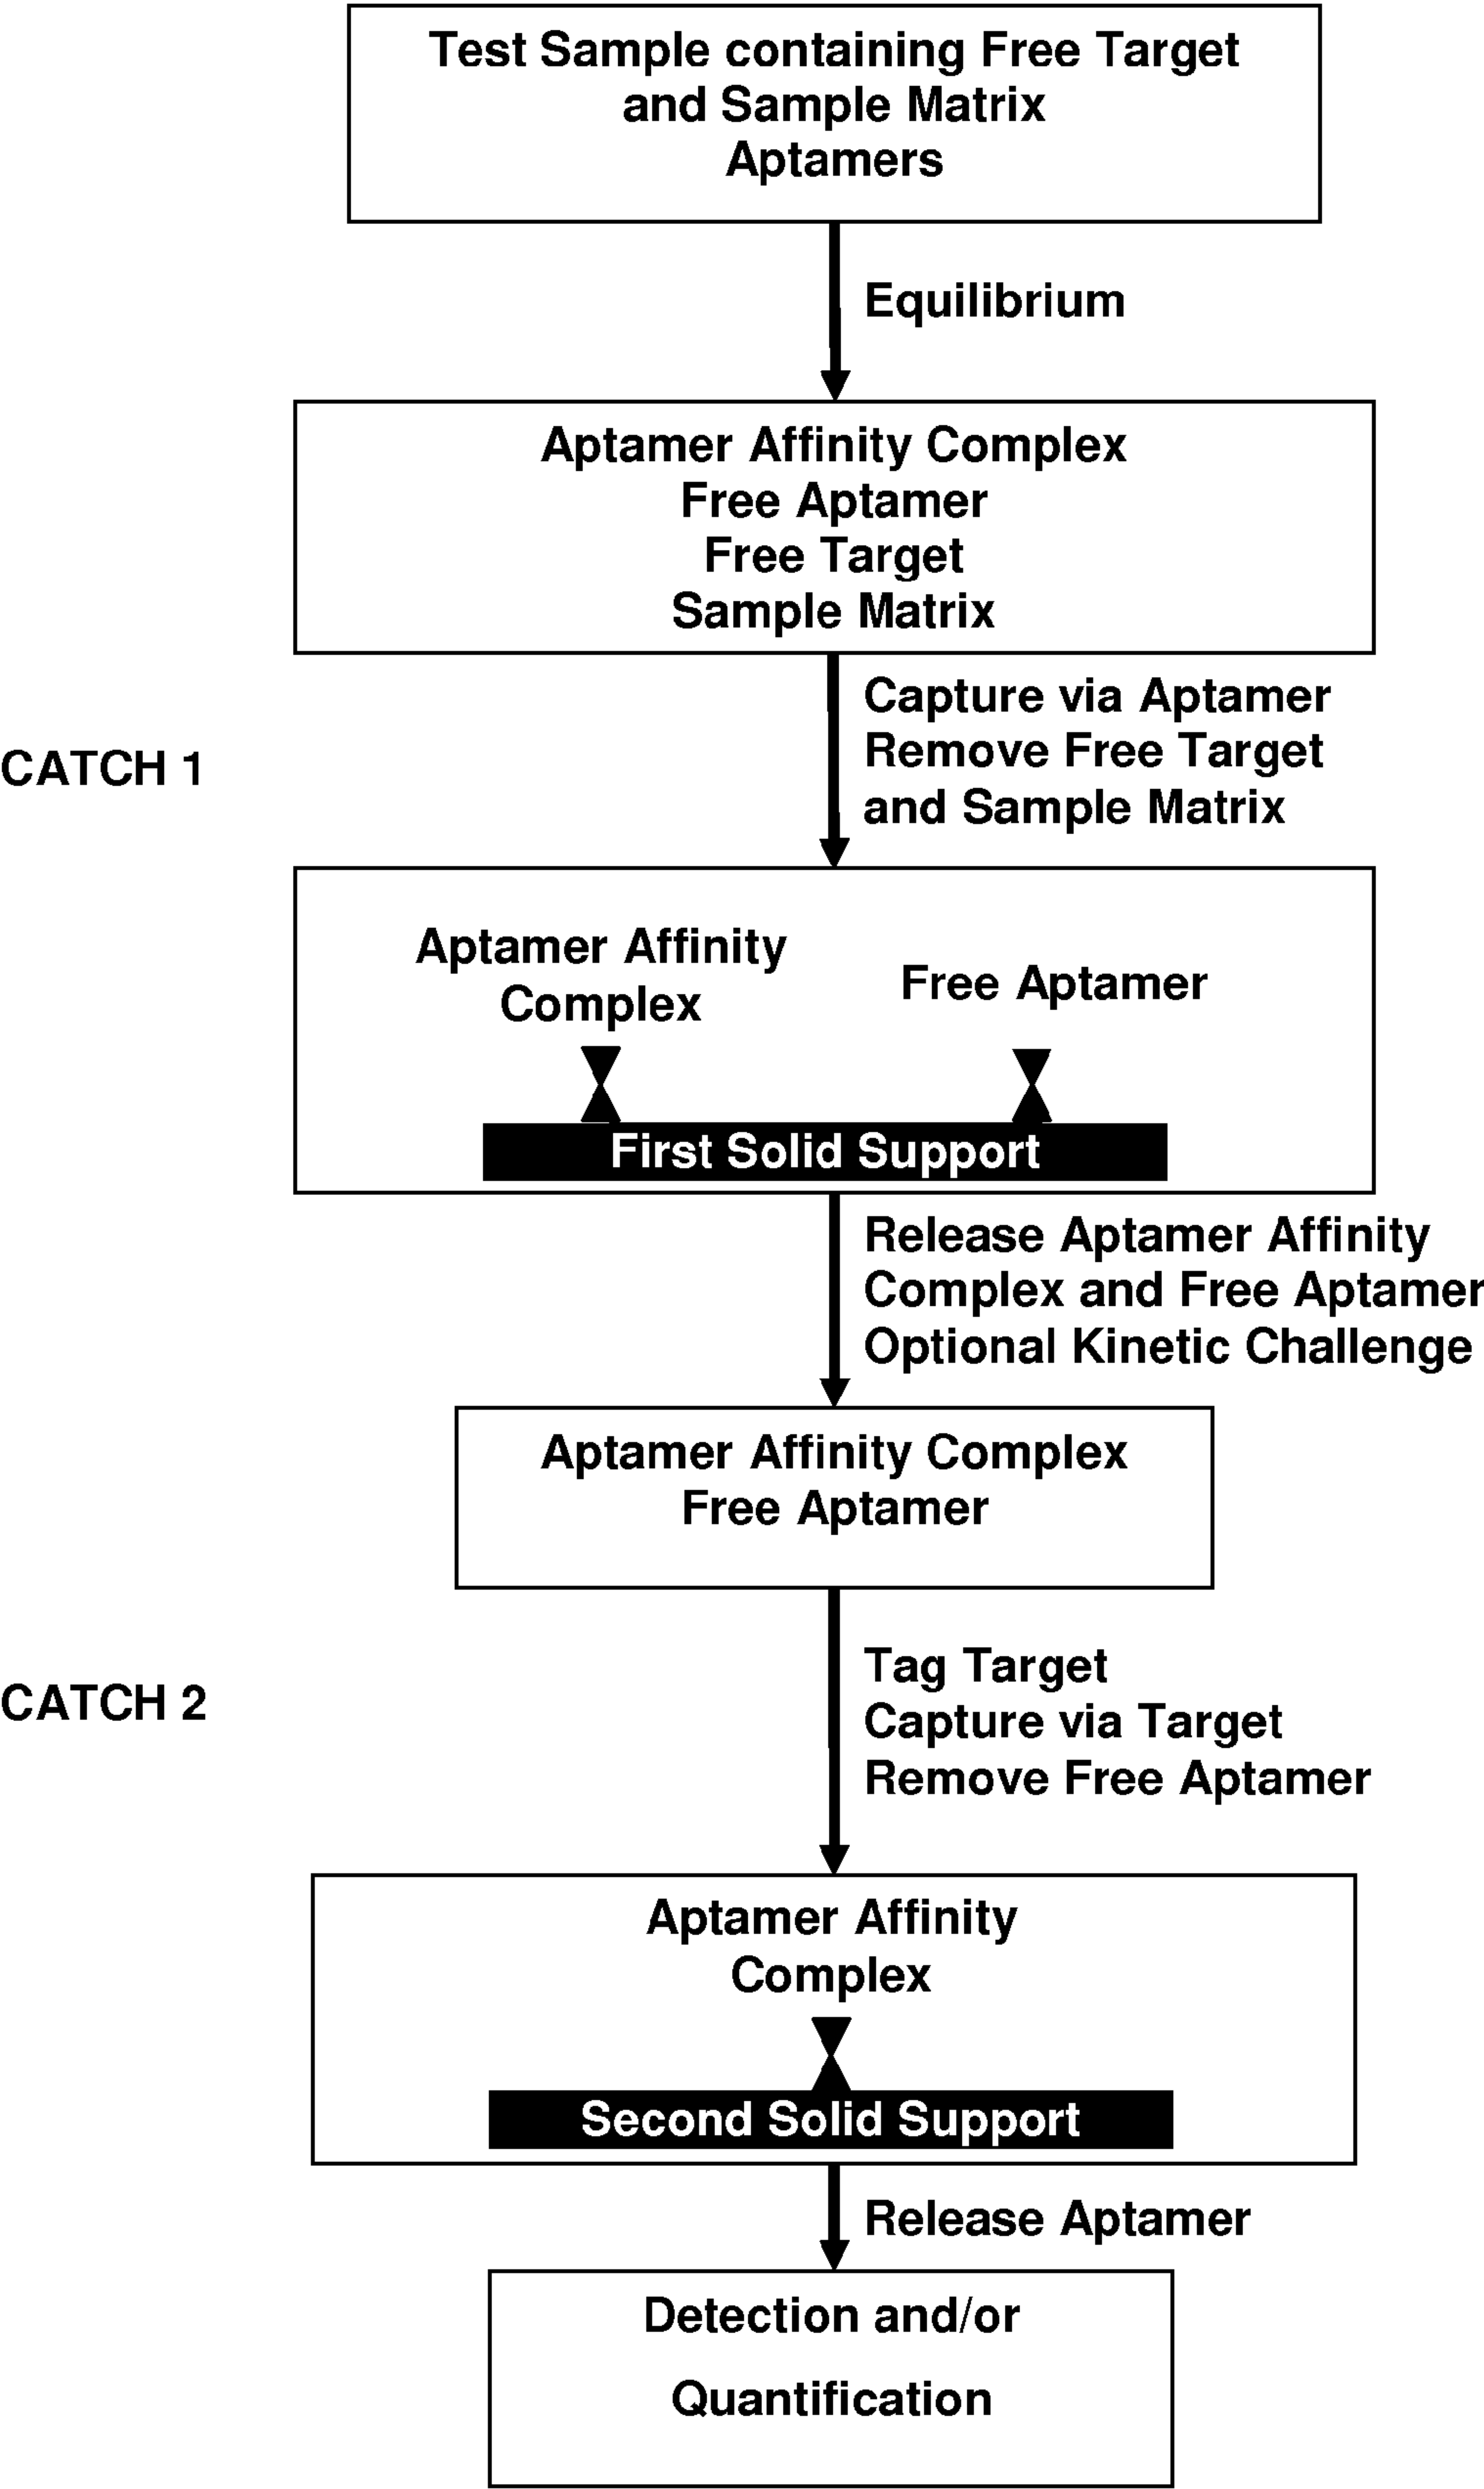 Test Sample containing Free Target
and Sample Matrix
Aptamers
Equilibrium
Aptamer Affinity Complex
Free Aptamer
Free Target
Sample Matrix
CATCH 1
Capture via Aptamer
Remove Free Target
and Sample Matrix
Aptamer Affinity
Complex
Free Aptamer
First Solid Support
Release Aptamer Affinity
Complex and Free Aptamer
Optional Kinetic Challenge
Aptamer Affinity Complex
Free Aptamer
CATCH 2
Tag Target
Capture via Target
Remove Free Aptamer
Aptamer Affinity
Complex
Second Solid Support
Release Aptamer
Detection and/or
Quantification